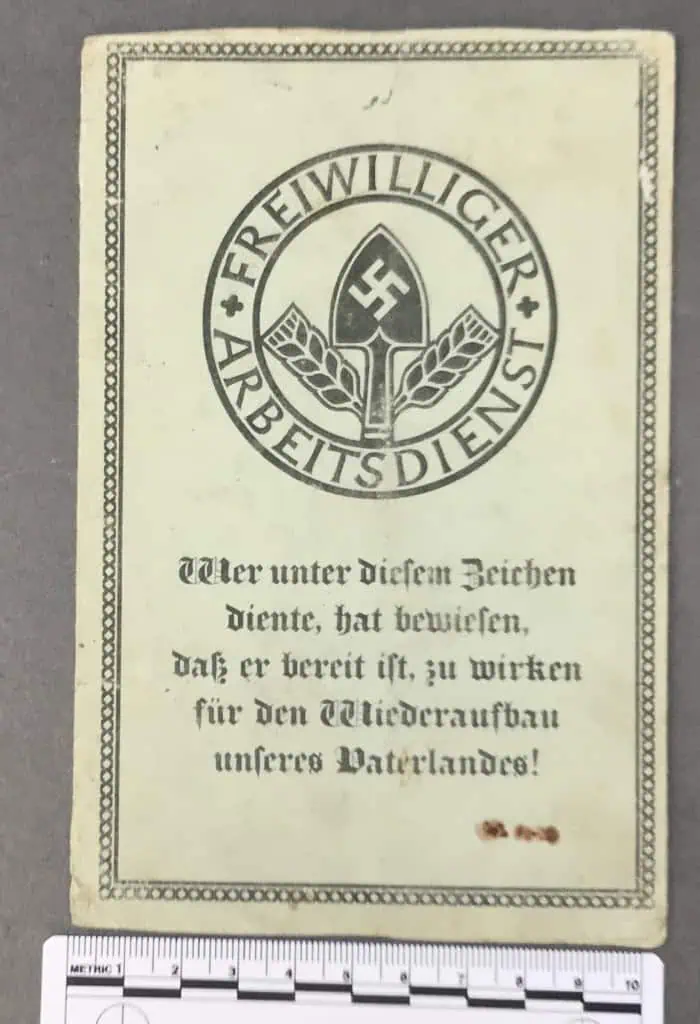 FREIWILLIGER
ARBEITSDIENST
Wer unter diesem Zeichen
diente, hat bewiesen,
daß er bereit ist, zu wirken
für den Wiederaufbau
unseres Vaterlandes!
METRIC 1 2 3 4 5 6 7 8 9 10